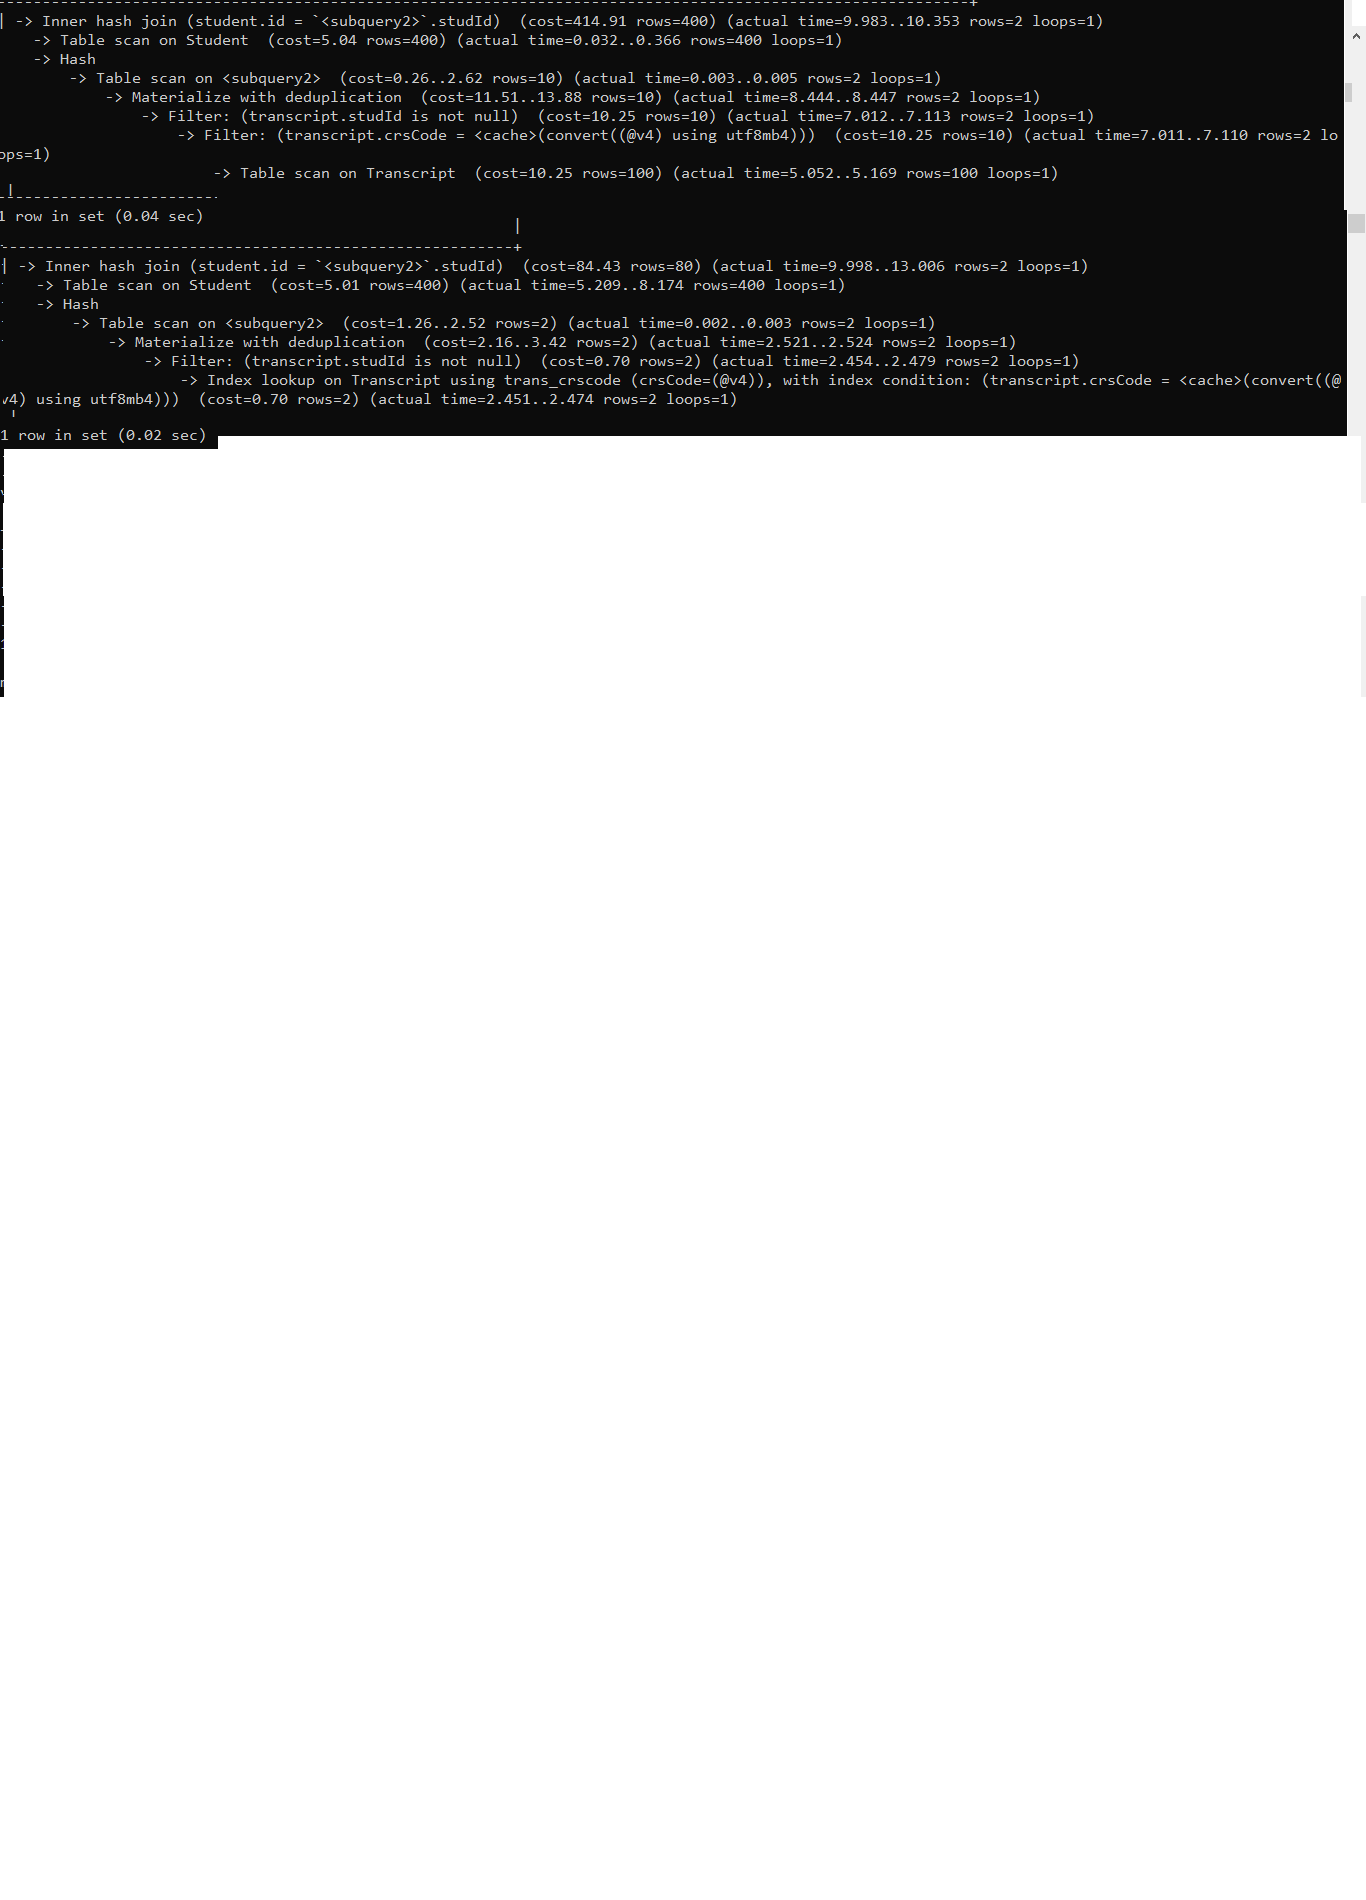 | -> Inner hash join (student.id = `<subquery2>`.studId)  (cost=414.91 rows=400) (actual time=9.983..10.353 rows=2 loops=1)
-> Table scan on Student  (cost=5.04 rows=400) (actual time=0.032..0.366 rows=400 loops=1)
-> Hash
-> Table scan on <subquery2>  (cost=0.26..2.62 rows=10) (actual time=0.003..0.005 rows=2 loops=1)
-> Materialize with deduplication  (cost=11.51..13.88 rows=10) (actual time=8.444..8.447 rows=2 loops=1)
-> Filter: (transcript.studId is not null)  (cost=10.25 rows=10) (actual time=7.012..7.113 rows=2 loops=1)
-> Filter: (transcript.crsCode = <cache>(convert((@v4) using utf8mb4)))  (cost=10.25 rows=10) (actual time=7.011..7.110 rows=2 lo
ops=1)
-> Table scan on Transcript  (cost=10.25 rows=100) (actual time=5.052..5.169 rows=100 loops=1)
|
1 row in set (0.04 sec)
|
| -> Inner hash join (student.id = `<subquery2>`.studId)  (cost=84.43 rows=80) (actual time=9.998..13.006 rows=2 loops=1)
-> Table scan on Student  (cost=5.01 rows=400) (actual time=5.209..8.174 rows=400 loops=1)
-> Hash
-> Table scan on <subquery2>  (cost=1.26..2.52 rows=2) (actual time=0.002..0.003 rows=2 loops=1)
-> Materialize with deduplication  (cost=2.16..3.42 rows=2) (actual time=2.521..2.524 rows=2 loops=1)
-> Filter: (transcript.studId is not null)  (cost=0.70 rows=2) (actual time=2.454..2.479 rows=2 loops=1)
-> Index lookup on Transcript using trans_crscode (crsCode=(@v4)), with index condition: (transcript.crsCode = <cache>(convert((@
v4) using utf8mb4)))  (cost=0.70 rows=2) (actual time=2.451..2.474 rows=2 loops=1)
1 row in set (0.02 sec)